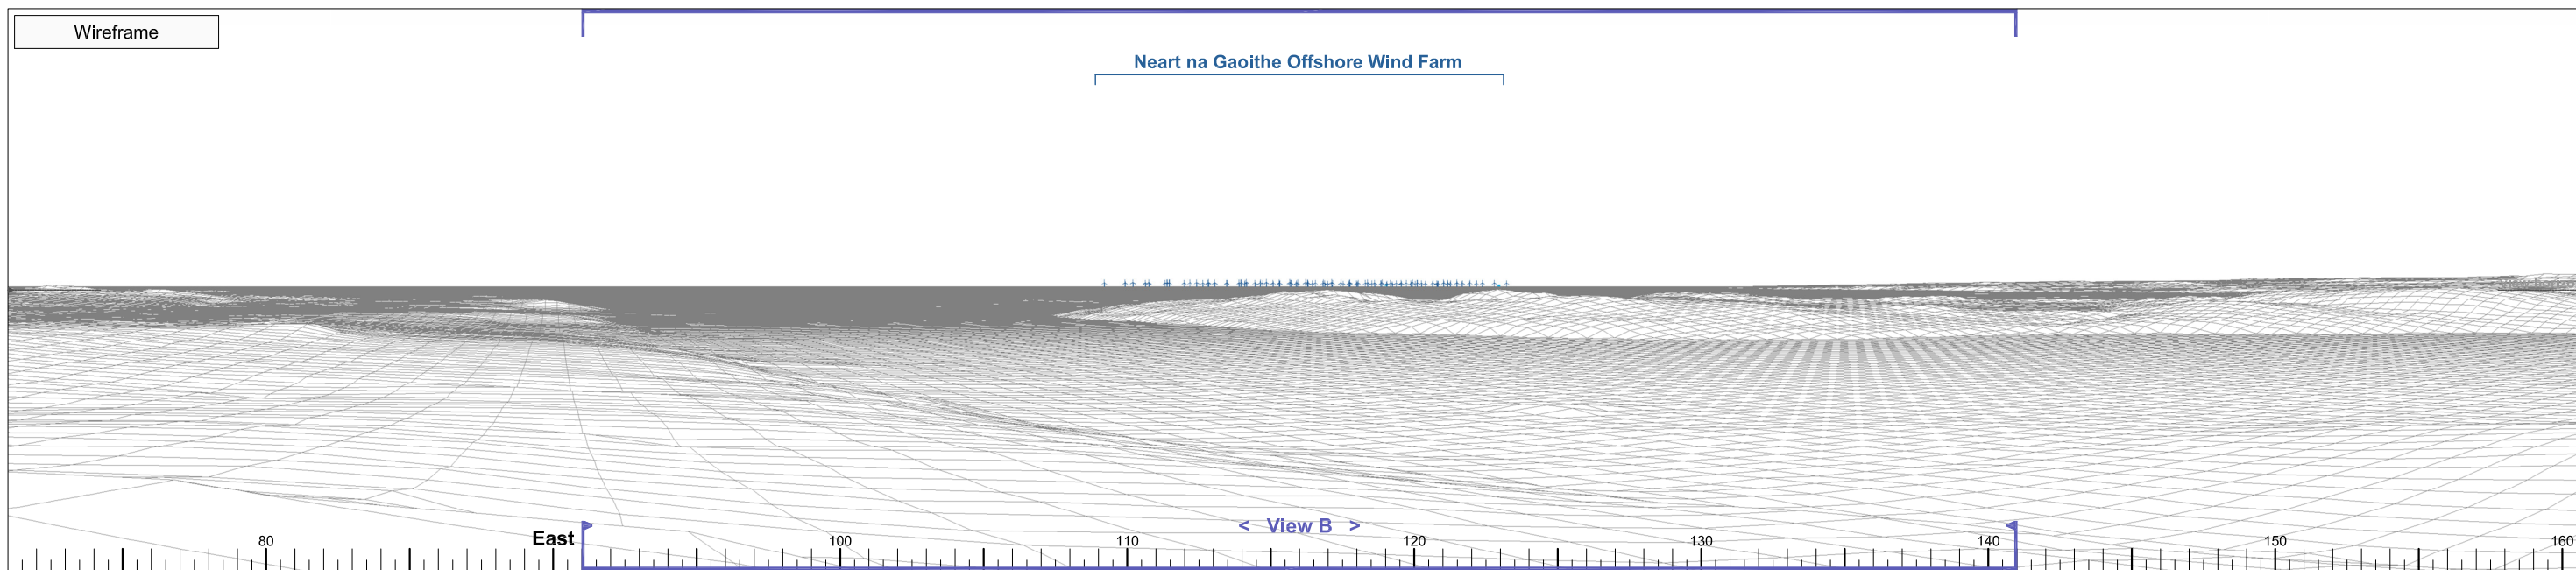 Wireframe
Neart na Gaoithe Offshore Wind Farm
< View B >
East
80 100 110 120 130 140 150 160